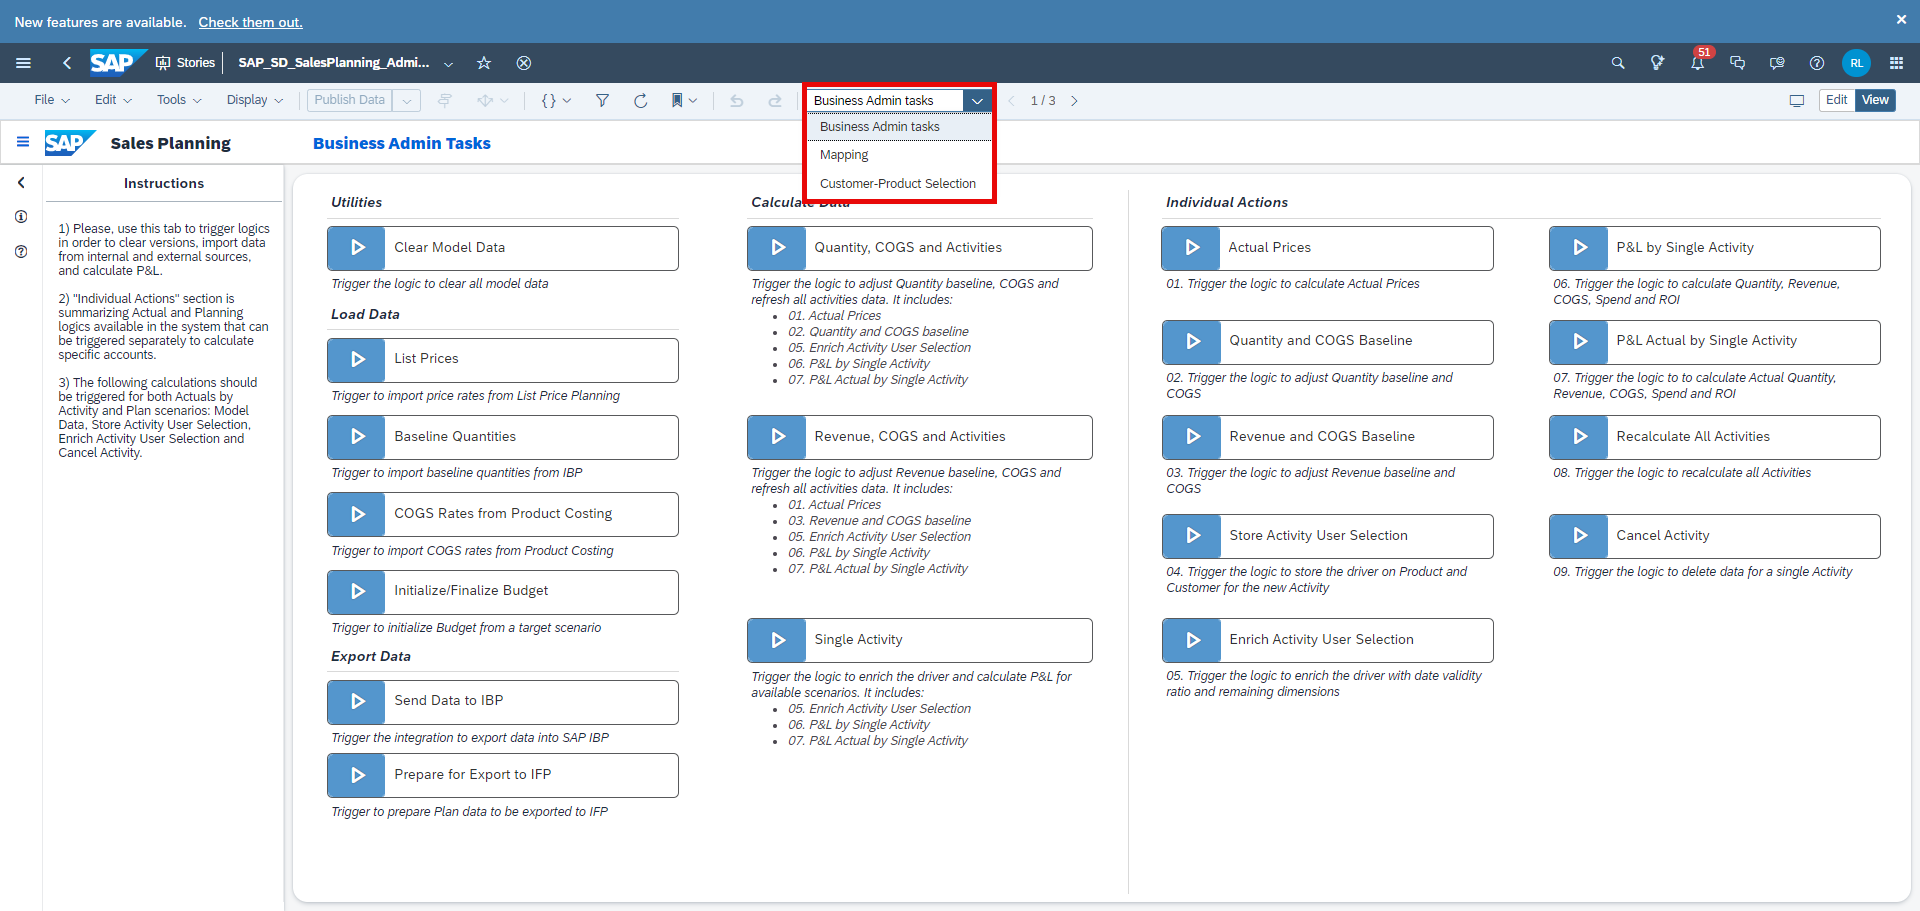 New features are available. Check them out.
SAP Stories SAP_SD_SalesPlanning_Admi... 51 RL
File Edit Tools Display Publish Data {} Business Admin tasks 1 / 3 Edit View
Business Admin tasks
Mapping
Customer-Product Selection
SAP Sales Planning Business Admin Tasks
Instructions
1) Please, use this tab to trigger logics
in order to clear versions, import data
from internal and external sources,
and calculate P&L.
2) "Individual Actions" section is
summarizing Actual and Planning
logics available in the system that can
be triggered separately to calculate
specific accounts.
3) The following calculations should
be triggered for both Actuals by
Activity and Plan scenarios: Model
Data, Store Activity User Selection,
Enrich Activity User Selection and
Cancel Activity.
Utilities
Clear Model Data
Trigger the logic to clear all model data
Load Data
List Prices
Trigger to import price rates from List Price Planning
Baseline Quantities
Trigger to import baseline quantities from IBP
COGS Rates from Product Costing
Trigger to import COGS rates from Product Costing
Initialize/Finalize Budget
Trigger to initialize Budget from a target scenario
Export Data
Send Data to IBP
Trigger the integration to export data into SAP IBP
Prepare for Export to IFP
Trigger to prepare Plan data to be exported to IFP
Calculate Data
Quantity, COGS and Activities
Trigger the logic to adjust Quantity baseline, COGS and
refresh all activities data. It includes:
• 01. Actual Prices
• 02. Quantity and COGS baseline
• 05. Enrich Activity User Selection
• 06. P&L by Single Activity
• 07. P&L Actual by Single Activity
Revenue, COGS and Activities
Trigger the logic to adjust Revenue baseline, COGS and
refresh all activities data. It includes:
• 01. Actual Prices
• 03. Revenue and COGS baseline
• 05. Enrich Activity User Selection
• 06. P&L by Single Activity
• 07. P&L Actual by Single Activity
Single Activity
Trigger the logic to enrich the driver and calculate P&L for
available scenarios. It includes:
• 05. Enrich Activity User Selection
• 06. P&L by Single Activity
• 07. P&L Actual by Single Activity
Individual Actions
Actual Prices
01. Trigger the logic to calculate Actual Prices
Quantity and COGS Baseline
02. Trigger the logic to adjust Quantity baseline and
COGS
Revenue and COGS Baseline
03. Trigger the logic to adjust Revenue baseline and
COGS
Store Activity User Selection
04. Trigger the logic to store the driver on Product and
Customer for the new Activity
Enrich Activity User Selection
05. Trigger the logic to enrich the driver with date validity
ratio and remaining dimensions
P&L by Single Activity
06. Trigger the logic to calculate Quantity, Revenue,
COGS, Spend and ROI
P&L Actual by Single Activity
07. Trigger the logic to to calculate Actual Quantity,
Revenue, COGS, Spend and ROI
Recalculate All Activities
08. Trigger the logic to recalculate all Activities
Cancel Activity
09. Trigger the logic to delete data for a single Activity